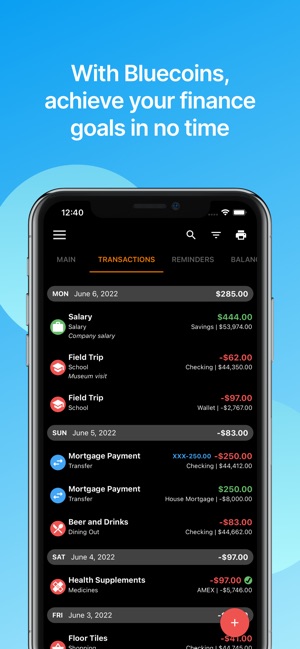 With Bluecoins,
achieve your finance
goals in no time
12:40
MAIN TRANSACTIONS REMINDERS BALAN
MON June 6, 2022 $285.00
Salary $444.00
Salary Savings | $53,974.00
Company salary
Field Trip -$62.00
School Checking | $44,350.00
Museum visit
Field Trip -$97.00
School Wallet | -$2,767.00
SUN June 5, 2022 -$83.00
Mortgage Payment XXX-250.00 -$250.00
Transfer Checking | $44,412.00
Mortgage Payment $250.00
Transfer House Mortgage | -$8,000.00
Beer and Drinks -$83.00
Dining Out Checking | $44,662.00
SAT June 4, 2022 -$97.00
Health Supplements -$97.00
Medicines AMEX | -$5,746.00
FRI June 3, 2022
Floor Tiles
Shopping Checking | $44,745.00